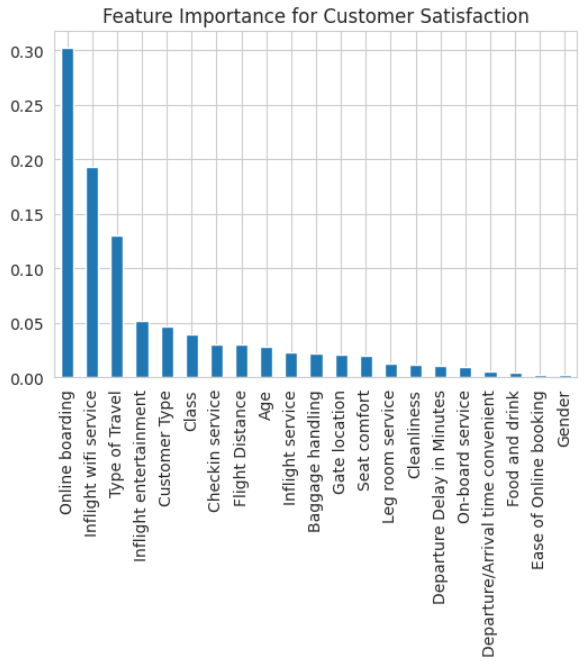 Feature Importance for Customer Satisfaction
0.30
0.25
0.20
0.15
0.10
0.05
0.00
Online boarding
Inflight wifi service
Type of Travel
Inflight entertainment
Customer Type
Class
Checkin service
Flight Distance
Age
Inflight service
Baggage handling
Gate location
Seat comfort
Leg room service
Cleanliness
Departure Delay in Minutes
On-board service
Departure/Arrival time convenient
Food and drink
Ease of Online booking
Gender